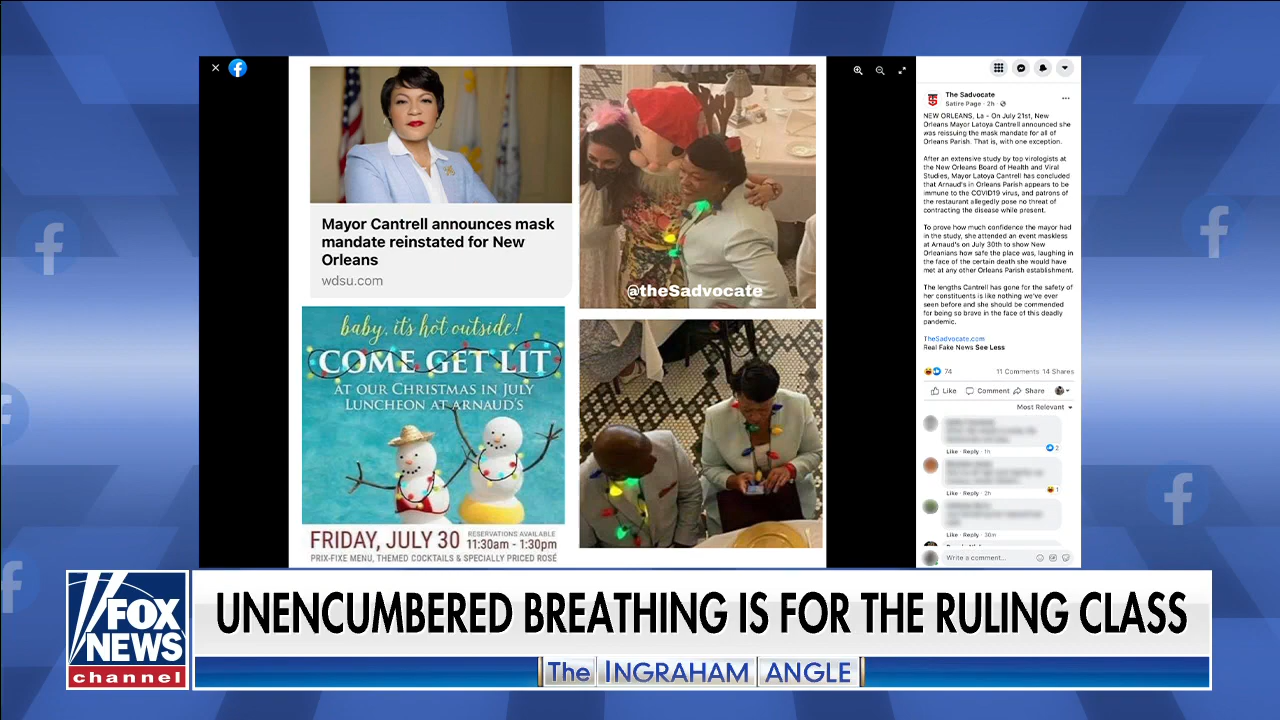 Mayor Cantrell announces mask
mandate reinstated for New
Orleans
wdsu.com
@theSadvocate
baby, it's hot outside!
COME GET LIT
AT OUR CHRISTMAS IN JULY
LUNCHEON AT ARNAUD'S
FRIDAY, JULY 30
RESERVATIONS AVAILABLE
11:30am - 1:30pm
PRIX-FIXE MENU, THEMED COCKTAILS & SPECIALLY PRICED ROSÉ
The Sadvocate
Satire Page · 2h ·
NEW ORLEANS, La - On July 21st, New
Orleans Mayor Latoya Cantrell announced she
was reissuing the mask mandate for all of
Orleans Parish. That is, with one exception.
After an extensive study by top virologists at
the New Orleans Board of Health and Viral
Studies, Mayor Latoya Cantrell has concluded
that Arnaud's in Orleans Parish appears to be
immune to the COVID19 virus, and patrons of
the restaurant allegedly pose no threat of
contracting the disease while present.
To prove how much confidence the mayor had
in the study, she attended an event maskless
at Arnaud's on July 30th to show New
Orleanians how safe the place was, laughing in
the face of the certain death she would have
met at any other Orleans Parish establishment.
The lengths Cantrell has gone for the safety of
her constituents is like nothing we've ever
seen before and she should be commended
for being so brave in the face of this deadly
pandemic.
TheSadvocate.com
Real Fake News See Less
74
11 Comments 14 Shares
Like Comment Share
Most Relevant
Like · Reply · 1h
2
Like · Reply · 2h
1
Like · Reply · 30m
Write a comment...
FOX
NEWS
channel
UNENCUMBERED BREATHING IS FOR THE RULING CLASS
The INGRAHAM ANGLE